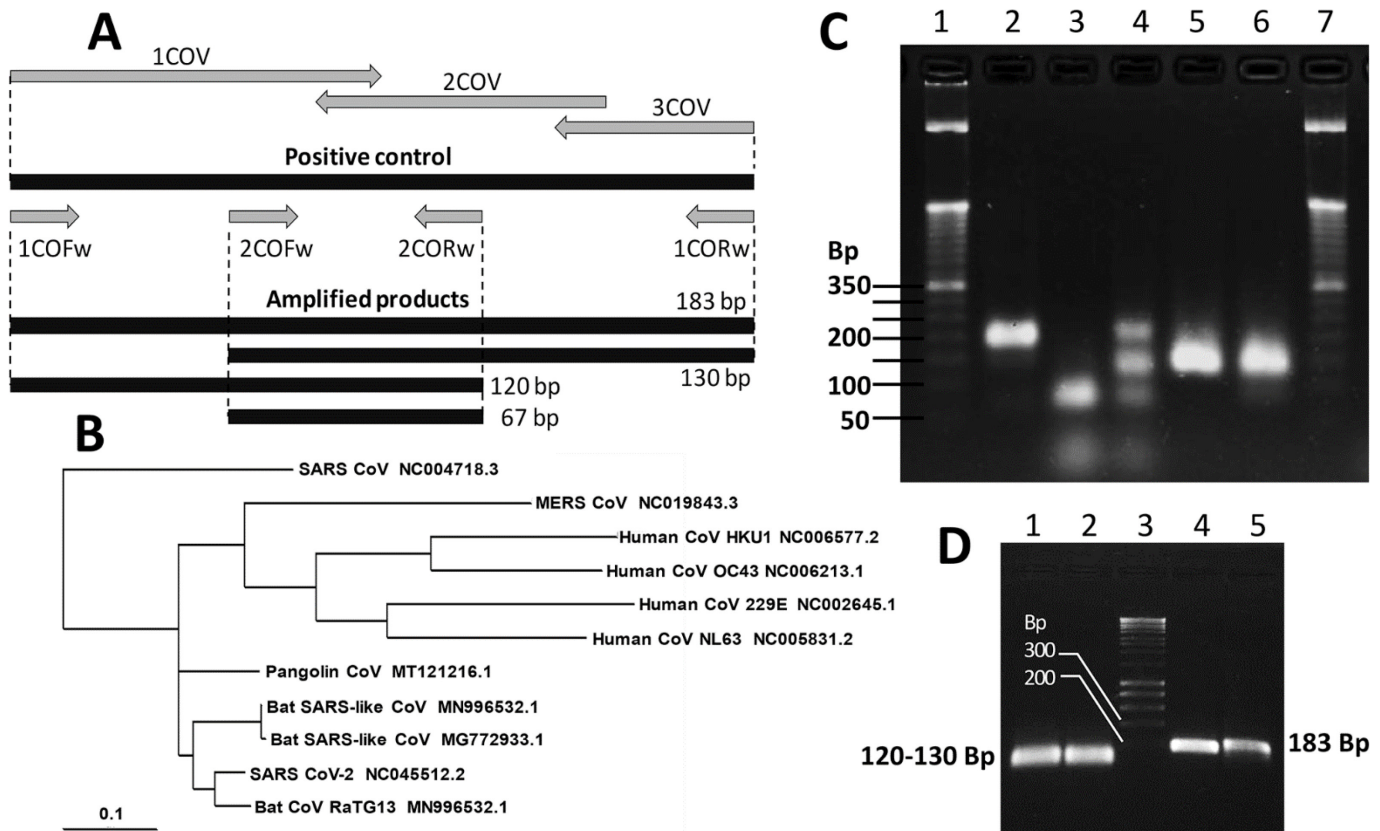 A
1COV
2COV
3COV
Positive control
1COFw
2COFw
2CORw
1CORw
Amplified products
183 bp
130 bp
120 bp
67 bp
B
SARS CoV NC004718.3
MERS CoV NC019843.3
Human CoV HKU1 NC006577.2
Human CoV OC43 NC006213.1
Human CoV 229E NC002645.1
Human CoV NL63 NC005831.2
Pangolin CoV MT121216.1
Bat SARS-like CoV MN996532.1
Bat SARS-like CoV MG772933.1
SARS CoV-2 NC045512.2
Bat CoV RaTG13 MN996532.1
0.1
C
1 2 3 4 5 6 7
Bp
350
200
100
50
D
1 2 3 4 5
Bp
300
200
120-130 Bp
183 Bp